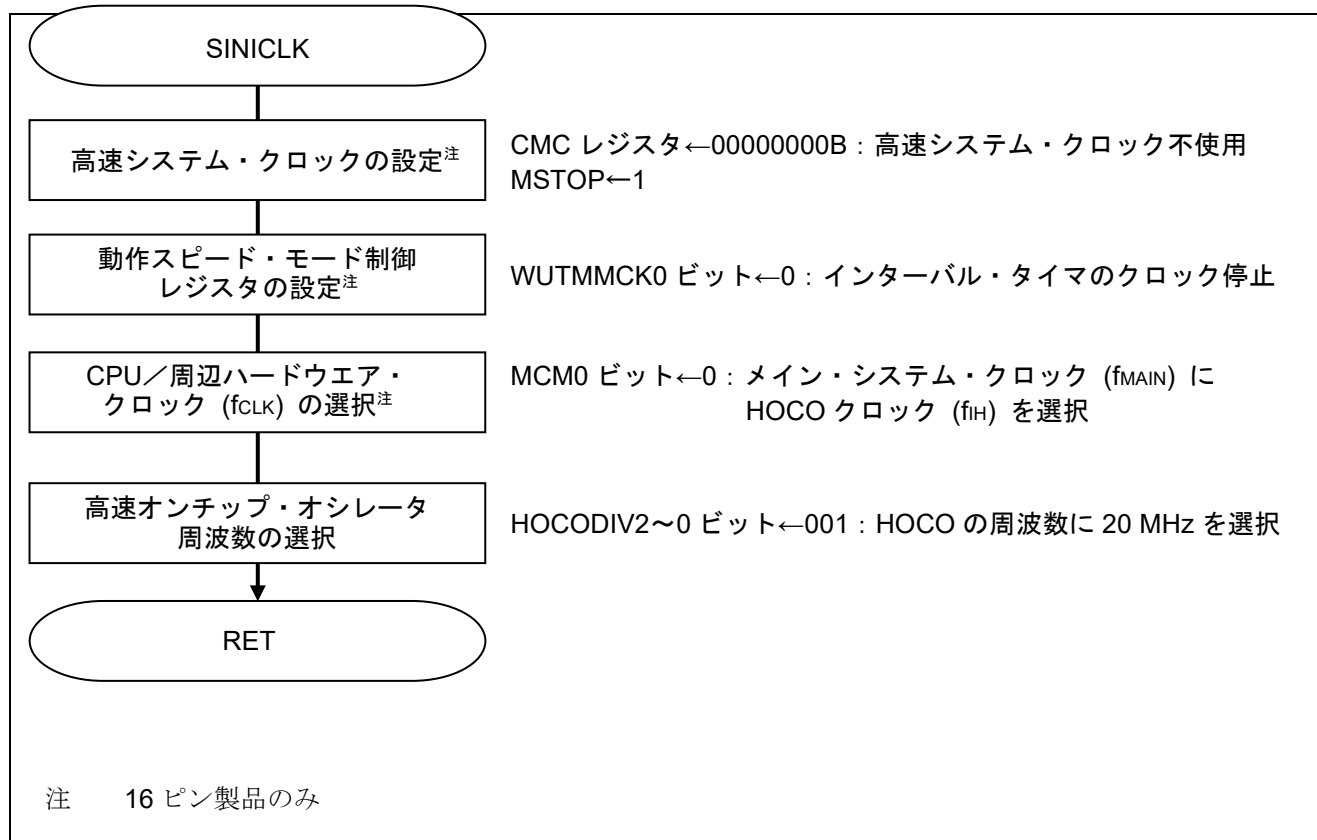 SINICLK
高速システム・クロックの設定注
CMC レジスタ←00000000B:高速システム・クロック不使用
MSTOP←1
動作スピード・モード制御
レジスタの設定注
WUTMMCK0 ビット←0:インターバル・タイマのクロック停止
CPU/周辺ハードウエア・
クロック (fCLK) の選択注
MCM0 ビット←0:メイン・システム・クロック (fMAIN) に
HOCO クロック (fIH) を選択
高速オンチップ・オシレータ
周波数の選択
HOCODIV2~0 ビット←001:HOCO の周波数に 20 MHz を選択
RET
注 16 ピン製品のみ